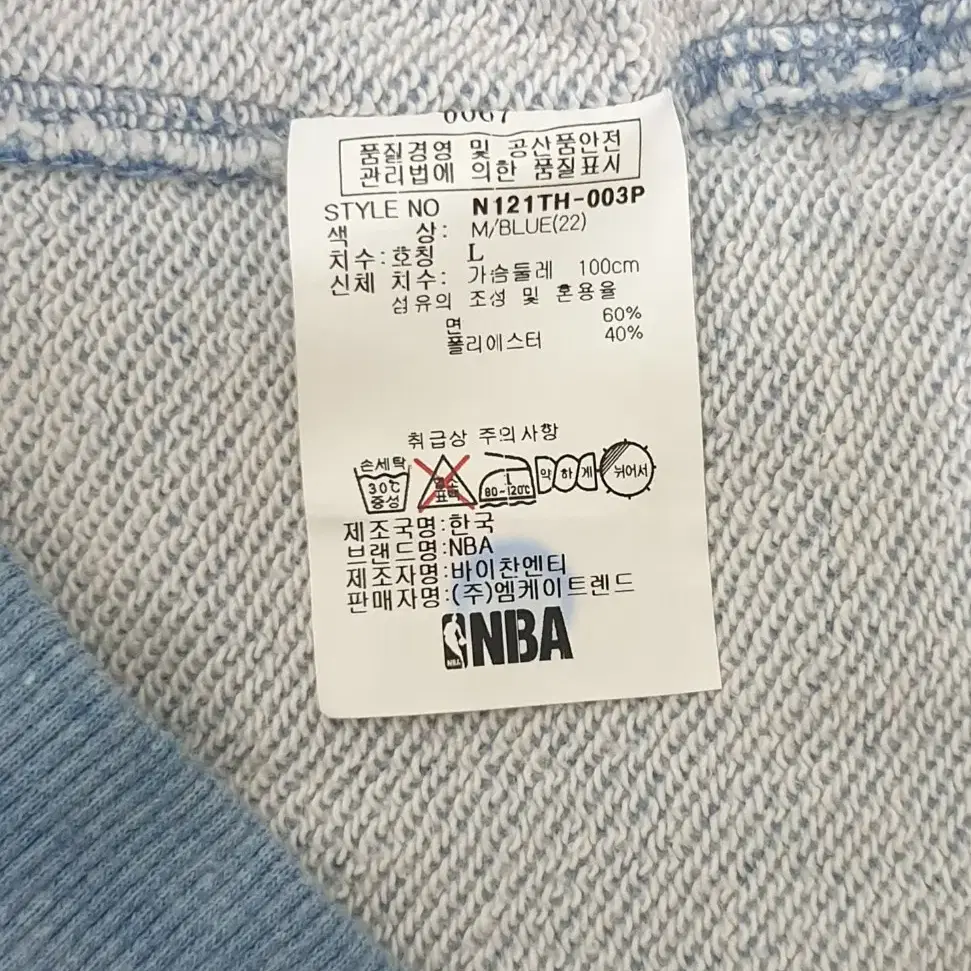 품질경영 및 공산품안전
관리법에 의한 품질표시
STYLE NO N121TH-003P
색 상: M/BLUE(22)
치수:호칭 L
신체 치수: 가슴둘레 100cm
섬유의 조성 및 혼용율
면 60%
폴리에스터 40%
취급상 주의사항
손세탁
30℃
중성
염소
표백
80~120℃
약하게
뉘어서
제조국명:한국
브랜드명:NBA
제조자명:바이찬엔티
판매자명:(주)엠케이트렌드
NBA NBA